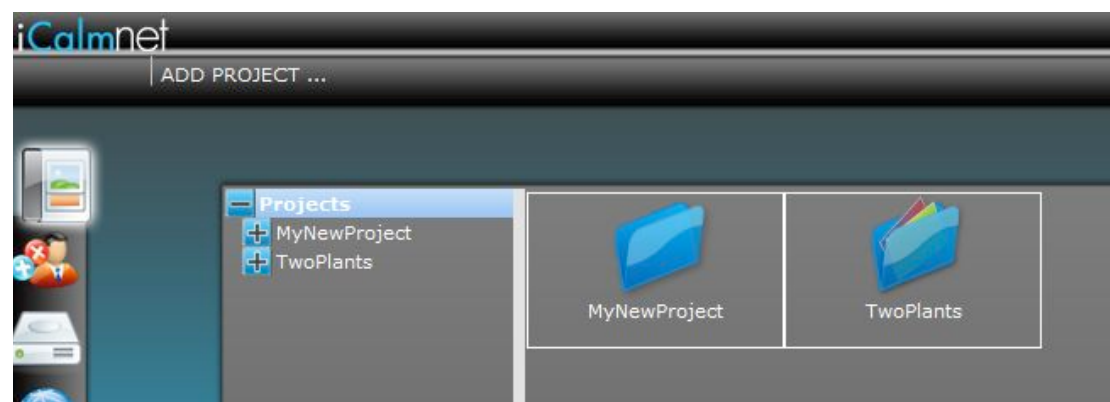 iCalmnet
ADD PROJECT ...
Projects
MyNewProject
TwoPlants
MyNewProject
TwoPlants